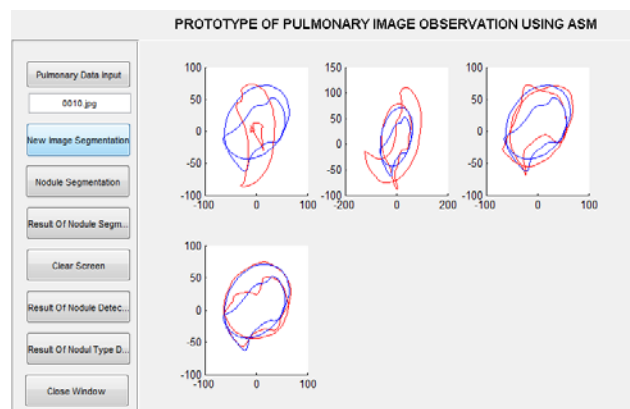 PROTOTYPE OF PULMONARY IMAGE OBSERVATION USING ASM
Pulmonary Data Input
0010.jpg
New Image Segmentation
Nodule Segmentation
Result Of Nodule Segm...
Clear Screen
Result Of Nodule Detec...
Result Of Nodul Type D...
Close Window
100
50
0
-50
-100
-100 0 100
150
100
50
0
-50
-100
-200 0 200
100
50
0
-50
-100
-100 0 100
100
50
0
-50
-100
-100 0 100